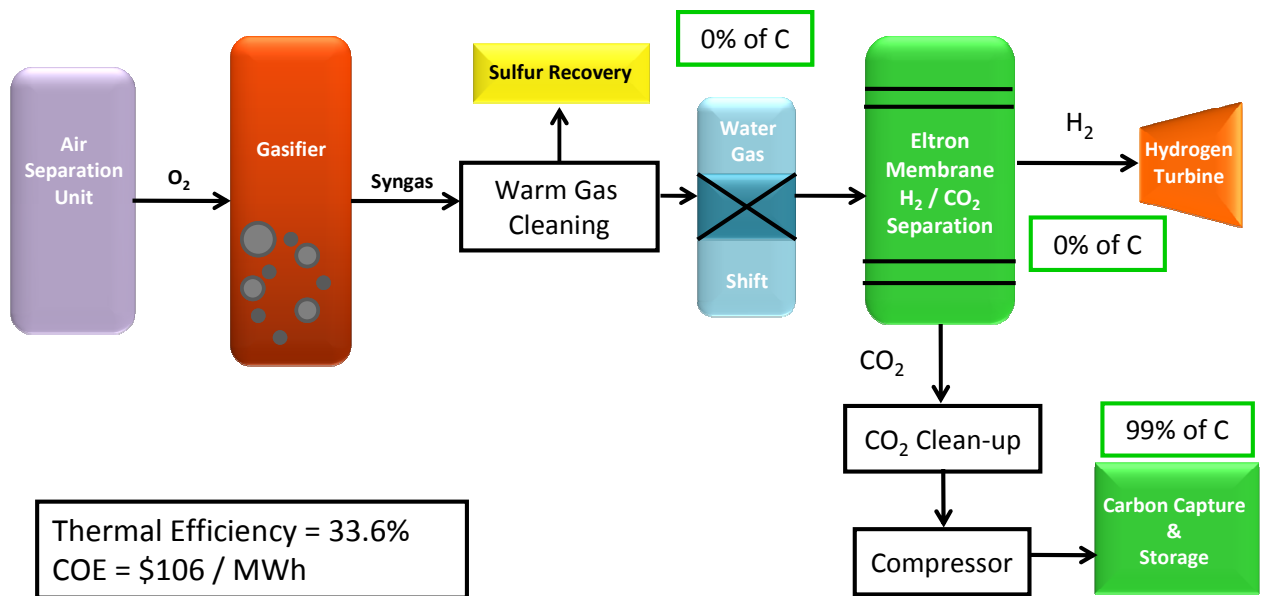 0% of C
Sulfur Recovery
Air
Separation
Unit
O₂
Gasifier
Syngas
Warm Gas
Cleaning
Water
Gas
Shift
Eltron
Membrane
H₂ / CO₂
Separation
H₂
Hydrogen
Turbine
0% of C
CO₂
CO₂ Clean-up
Compressor
99% of C
Carbon Capture
&
Storage
Thermal Efficiency = 33.6%
COE = $106 / MWh